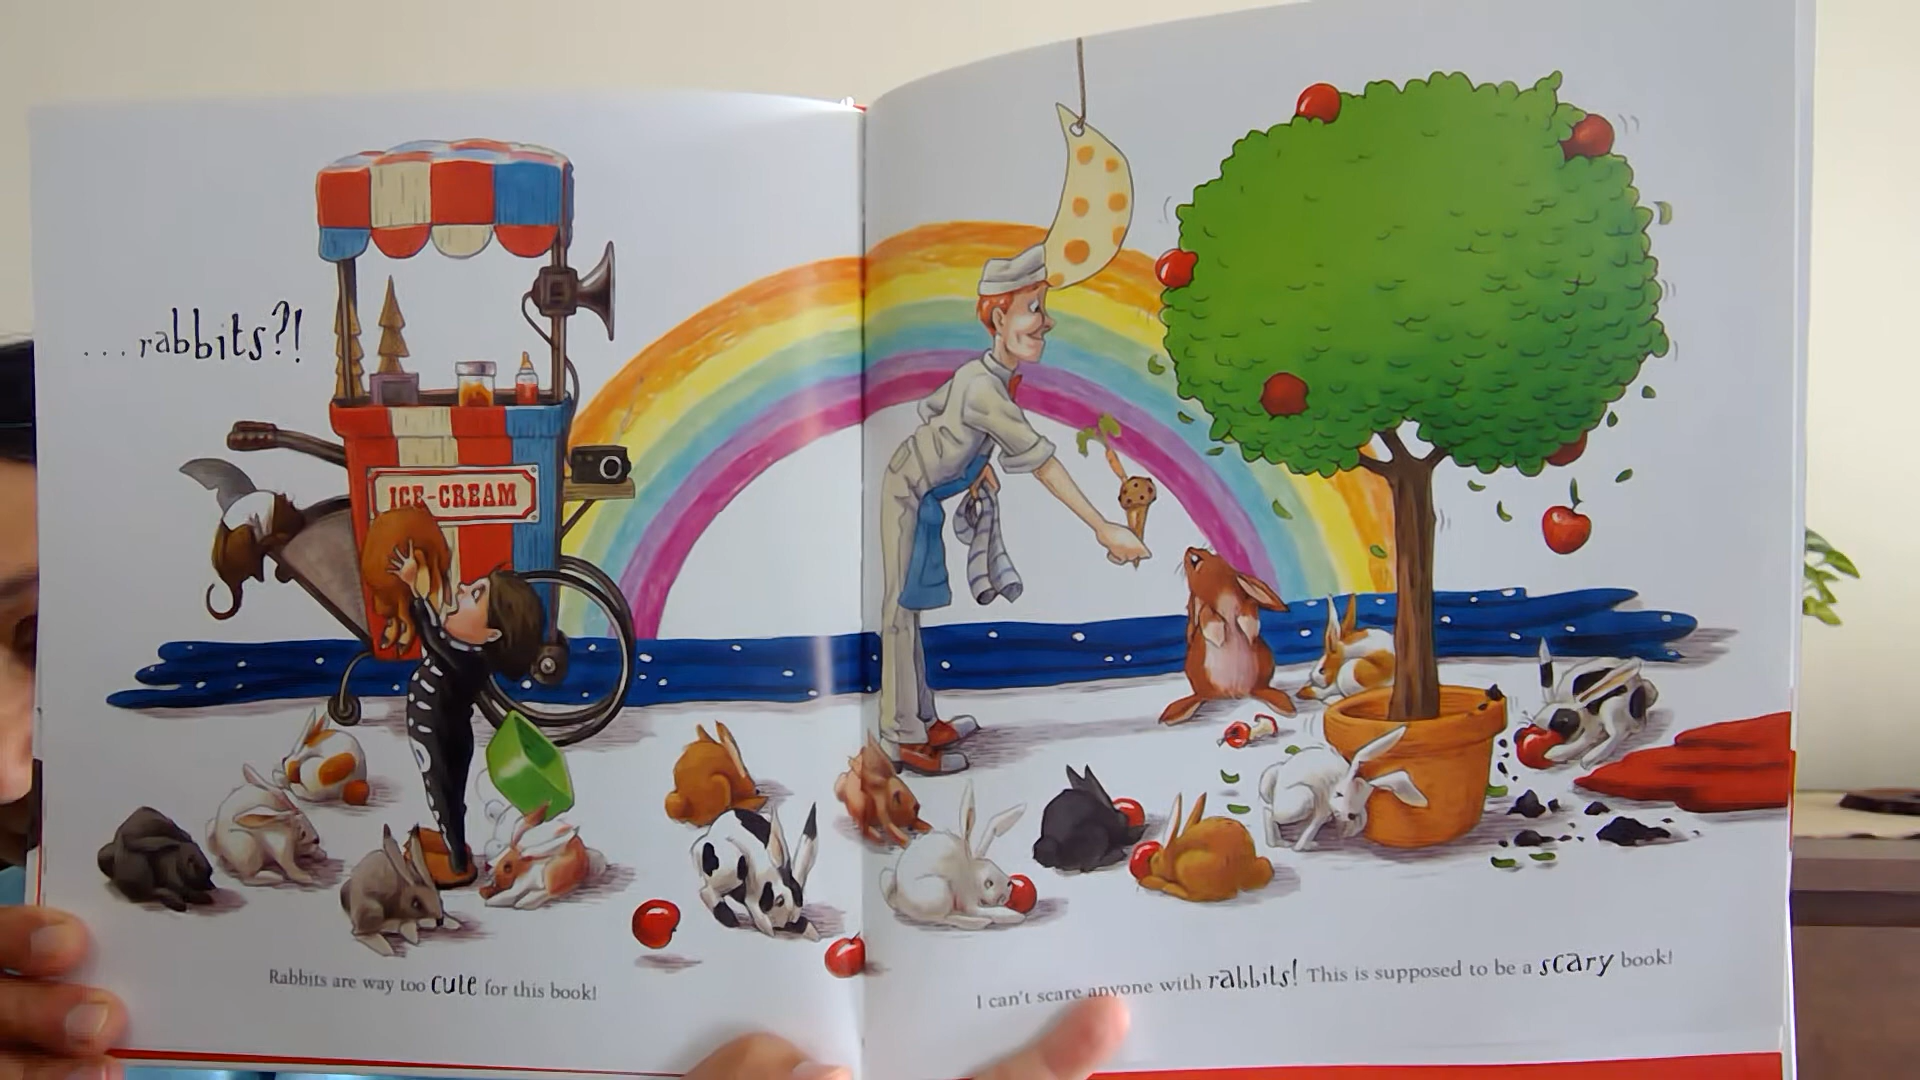 ...rabbits?!
ICE-CREAM
Rabbits are way too cute for this book!
I can't scare anyone with rabbits! This is supposed to be a scary book!